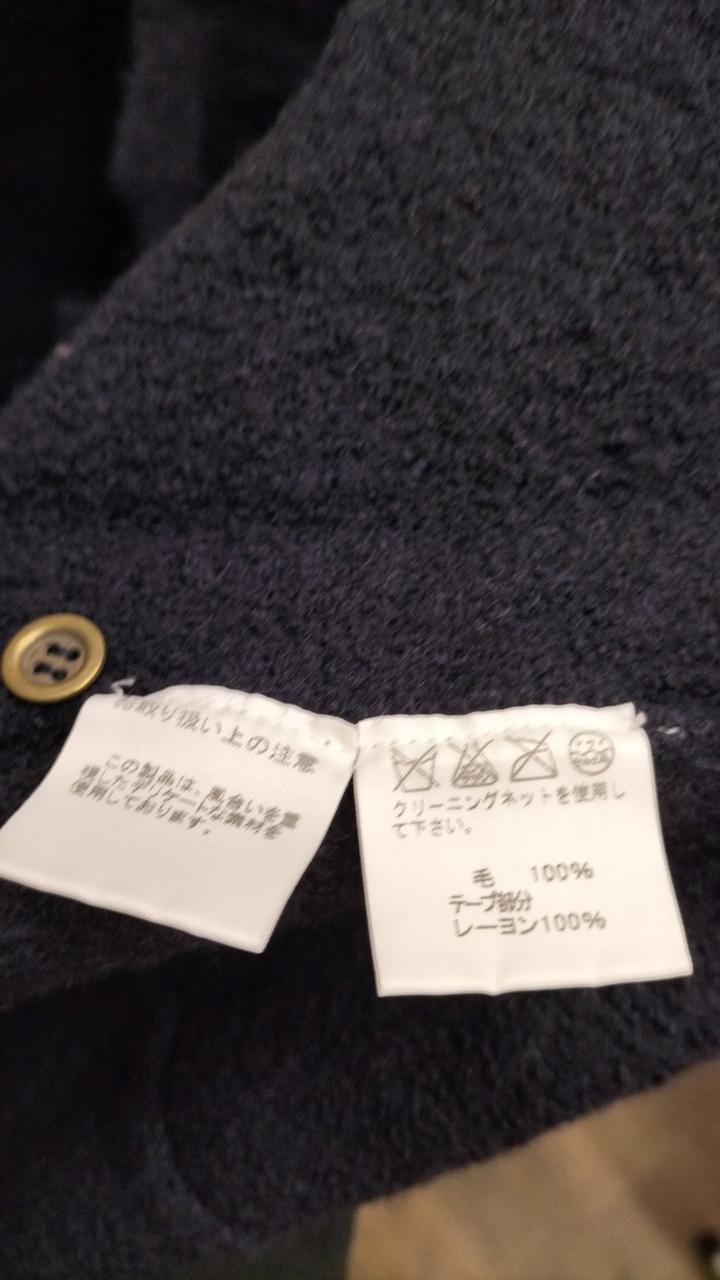 お取り扱い上の注意
この製品は、風合いを重
視したデリケートな素材を
使用しております。
クリーニングネットを使用し
て下さい。
毛 100%
テープ部分
レーヨン100%